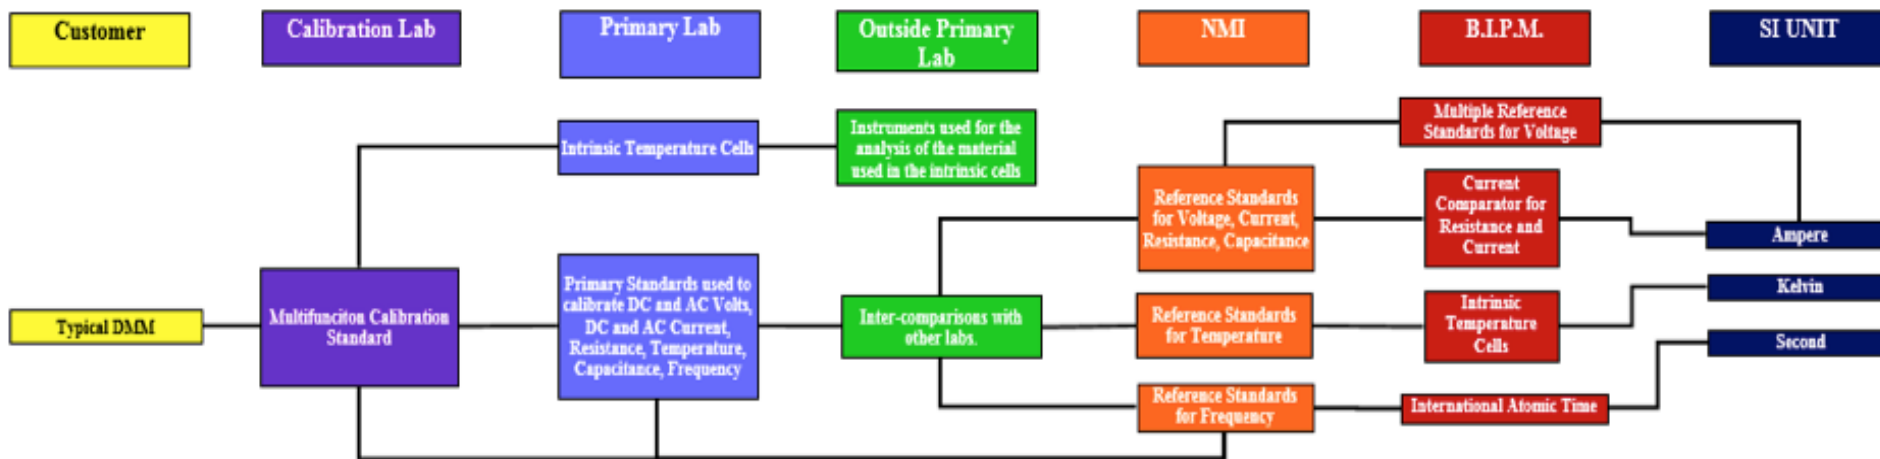 Customer
Calibration Lab
Primary Lab
Outside Primary
Lab
NMI
B.I.P.M.
SI UNIT
Intrinsic Temperature Cells
Instruments used for the
analysis of the material
used in the intrinsic cells
Multiple Reference
Standards for Voltage
Reference Standards
for Voltage, Current,
Resistance, Capacitance
Current
Comparator for
Resistance and
Current
Ampere
Typical DMM
Multifunciton Calibration
Standard
Primary Standards used to
calibrate DC and AC Volts,
DC and AC Current,
Resistance, Temperature,
Capacitance, Frequency
Inter-comparisons with
other labs.
Reference Standards
for Temperature
Intrinsic
Temperature
Cells
Kelvin
Second
Reference Standards
for Frequency
International Atomic Time